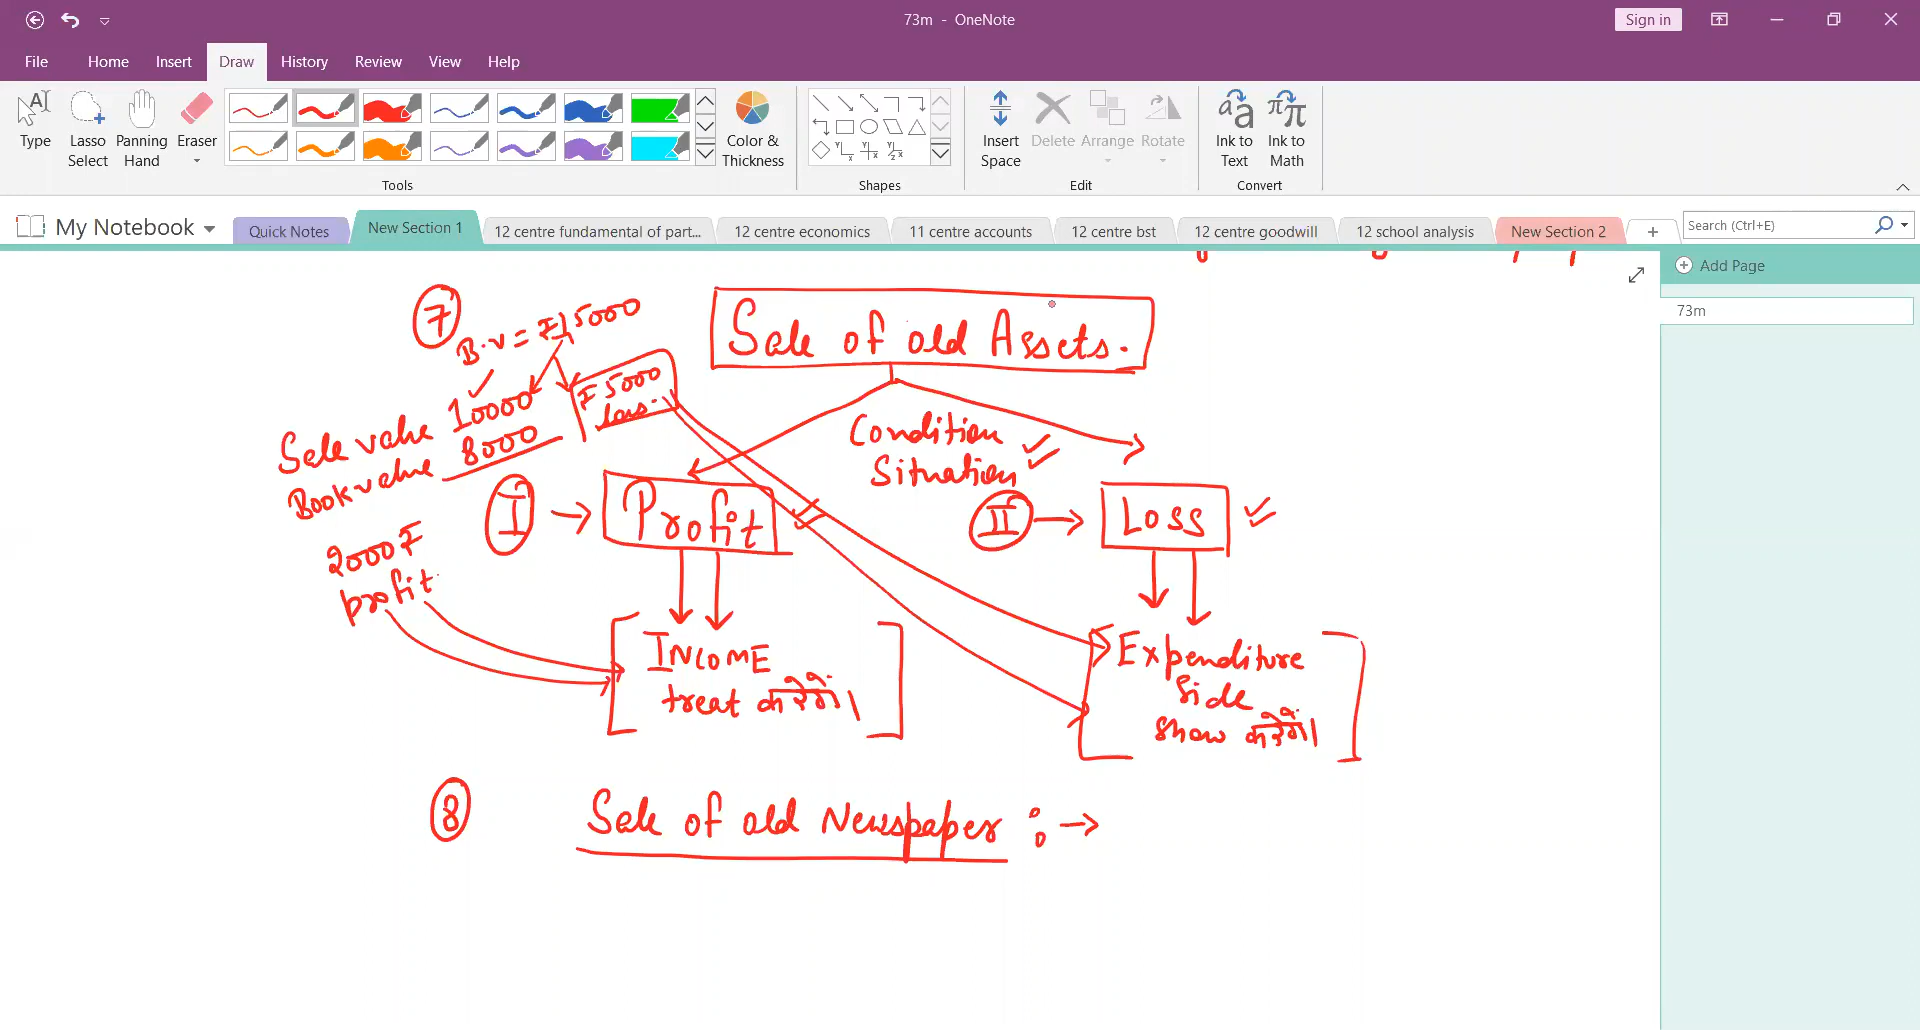 73m - OneNote
Sign in
File Home Insert Draw History Review View Help
Type
Lasso Select
Panning Hand
Eraser
Color & Thickness
Insert Space
Delete
Arrange
Rotate
Ink to Text
Ink to Math
Tools
Shapes
Edit
Convert
My Notebook
Quick Notes
New Section 1
12 centre fundamental of part...
12 centre economics
11 centre accounts
12 centre bst
12 centre goodwill
12 school analysis
New Section 2
Search (Ctrl+E)
Add Page
73m
7
B.V = ₹15000
Sale of old Assets.
₹5000
loss.
Sale value 10000
Book value 8000
Condition
Situation
I → Profit
II → Loss
2000₹
profit
INCOME
treat करेंगे।
Expenditure
Side
show करेंगे।
8 Sale of old Newspaper :→